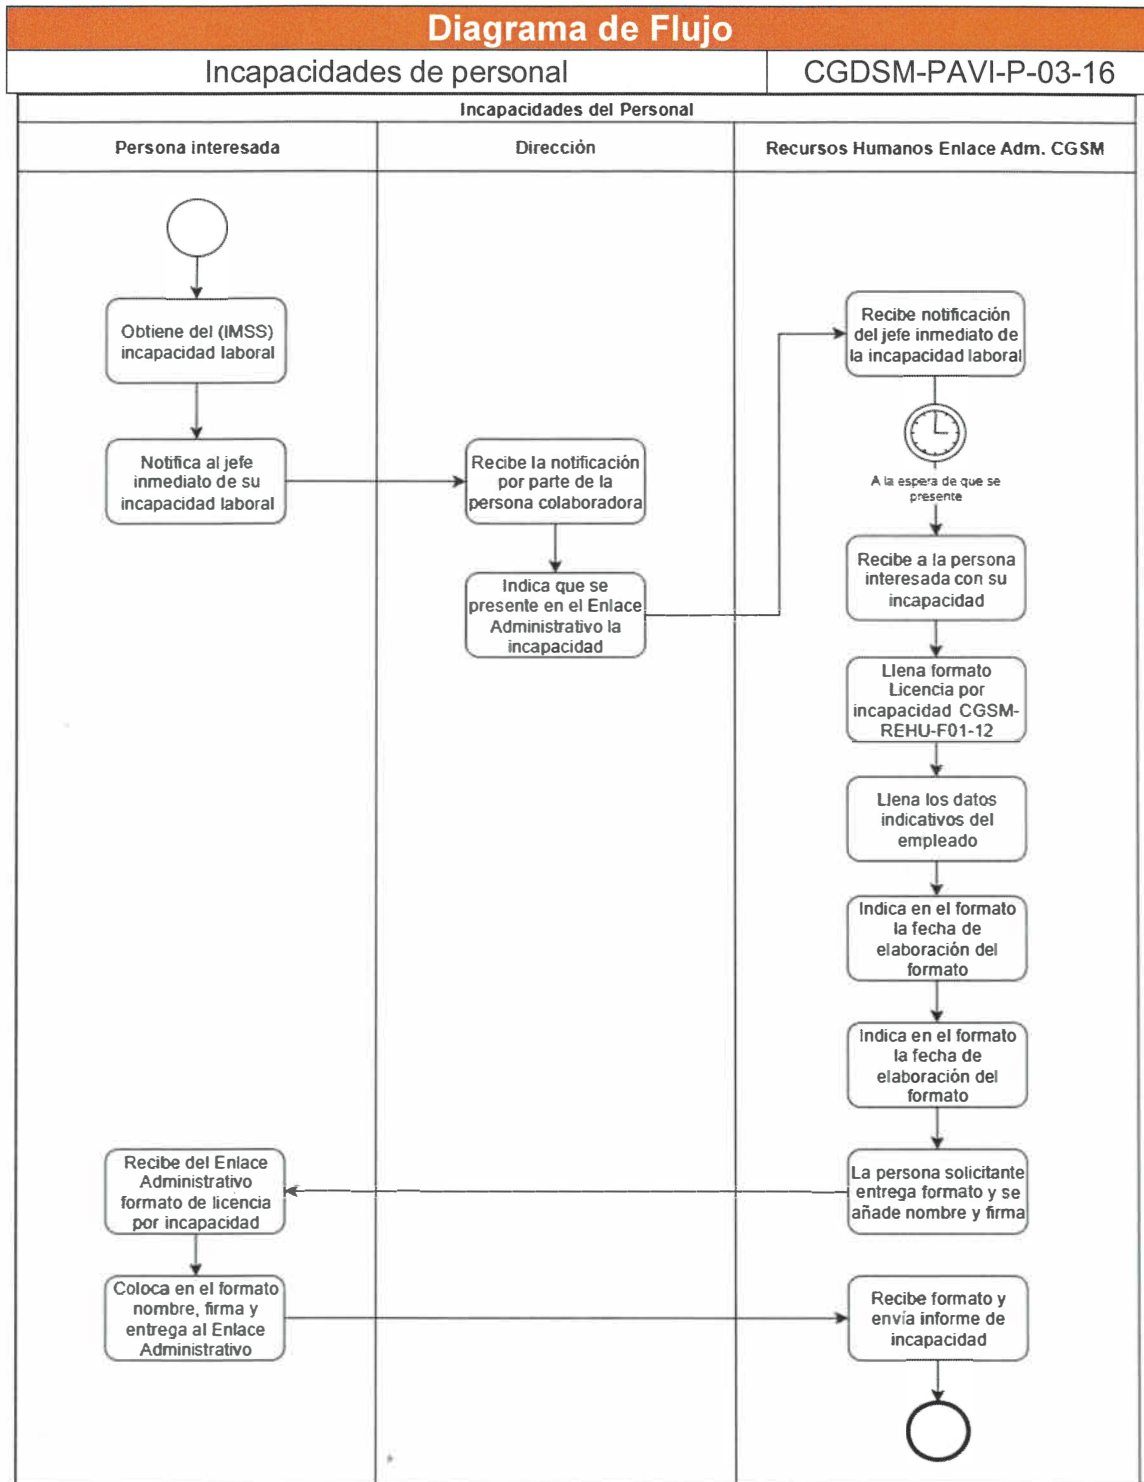 Diagrama de Flujo
Incapacidades de personal
CGDSM-PAVI-P-03-16
Incapacidades del Personal
Persona interesada
Dirección
Recursos Humanos Enlace Adm. CGSM
Obtiene del (IMSS)
incapacidad laboral
Notifica al jefe
inmediato de su
incapacidad laboral
Recibe la notificación
por parte de la
persona colaboradora
Indica que se
presente en el Enlace
Administrativo la
incapacidad
Recibe notificación
del jefe inmediato de
la incapacidad laboral
A la espera de que se
presente
Recibe a la persona
interesada con su
incapacidad
Llena formato
Licencia por
incapacidad CGSM-
REHU-F01-12
Llena los datos
indicativos del
empleado
Indica en el formato
la fecha de
elaboración del
formato
Indica en el formato
la fecha de
elaboración del
formato
La persona solicitante
entrega formato y se
añade nombre y firma
Recibe del Enlace
Administrativo
formato de licencia
por incapacidad
Coloca en el formato
nombre, firma y
entrega al Enlace
Administrativo
Recibe formato y
envía informe de
incapacidad